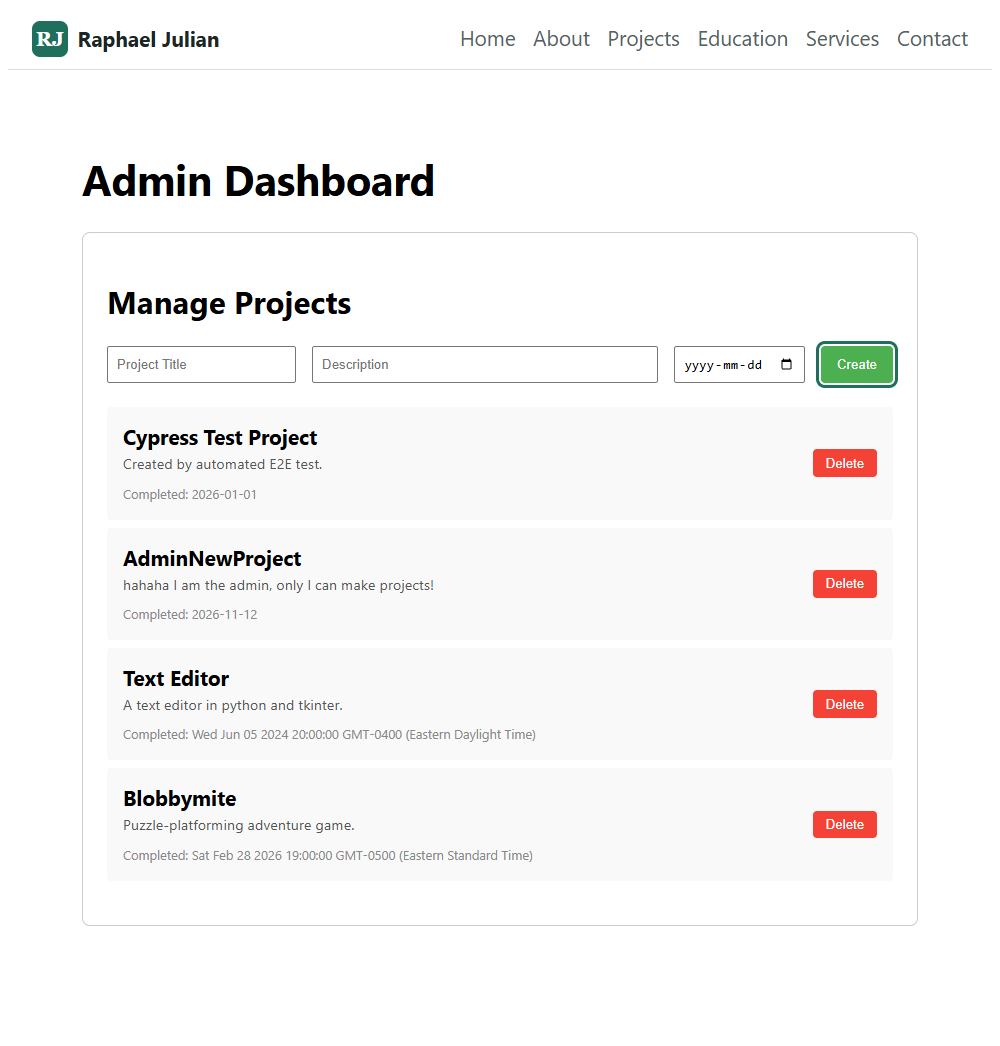 RJ Raphael Julian Home About Projects Education Services Contact
Admin Dashboard
Manage Projects
Project Title Description yyyy-mm-dd Create
Cypress Test Project
Created by automated E2E test.
Delete
Completed: 2026-01-01
AdminNewProject
hahaha I am the admin, only I can make projects!
Delete
Completed: 2026-11-12
Text Editor
A text editor in python and tkinter.
Delete
Completed: Wed Jun 05 2024 20:00:00 GMT-0400 (Eastern Daylight Time)
Blobbymite
Puzzle-platforming adventure game.
Delete
Completed: Sat Feb 28 2026 19:00:00 GMT-0500 (Eastern Standard Time)